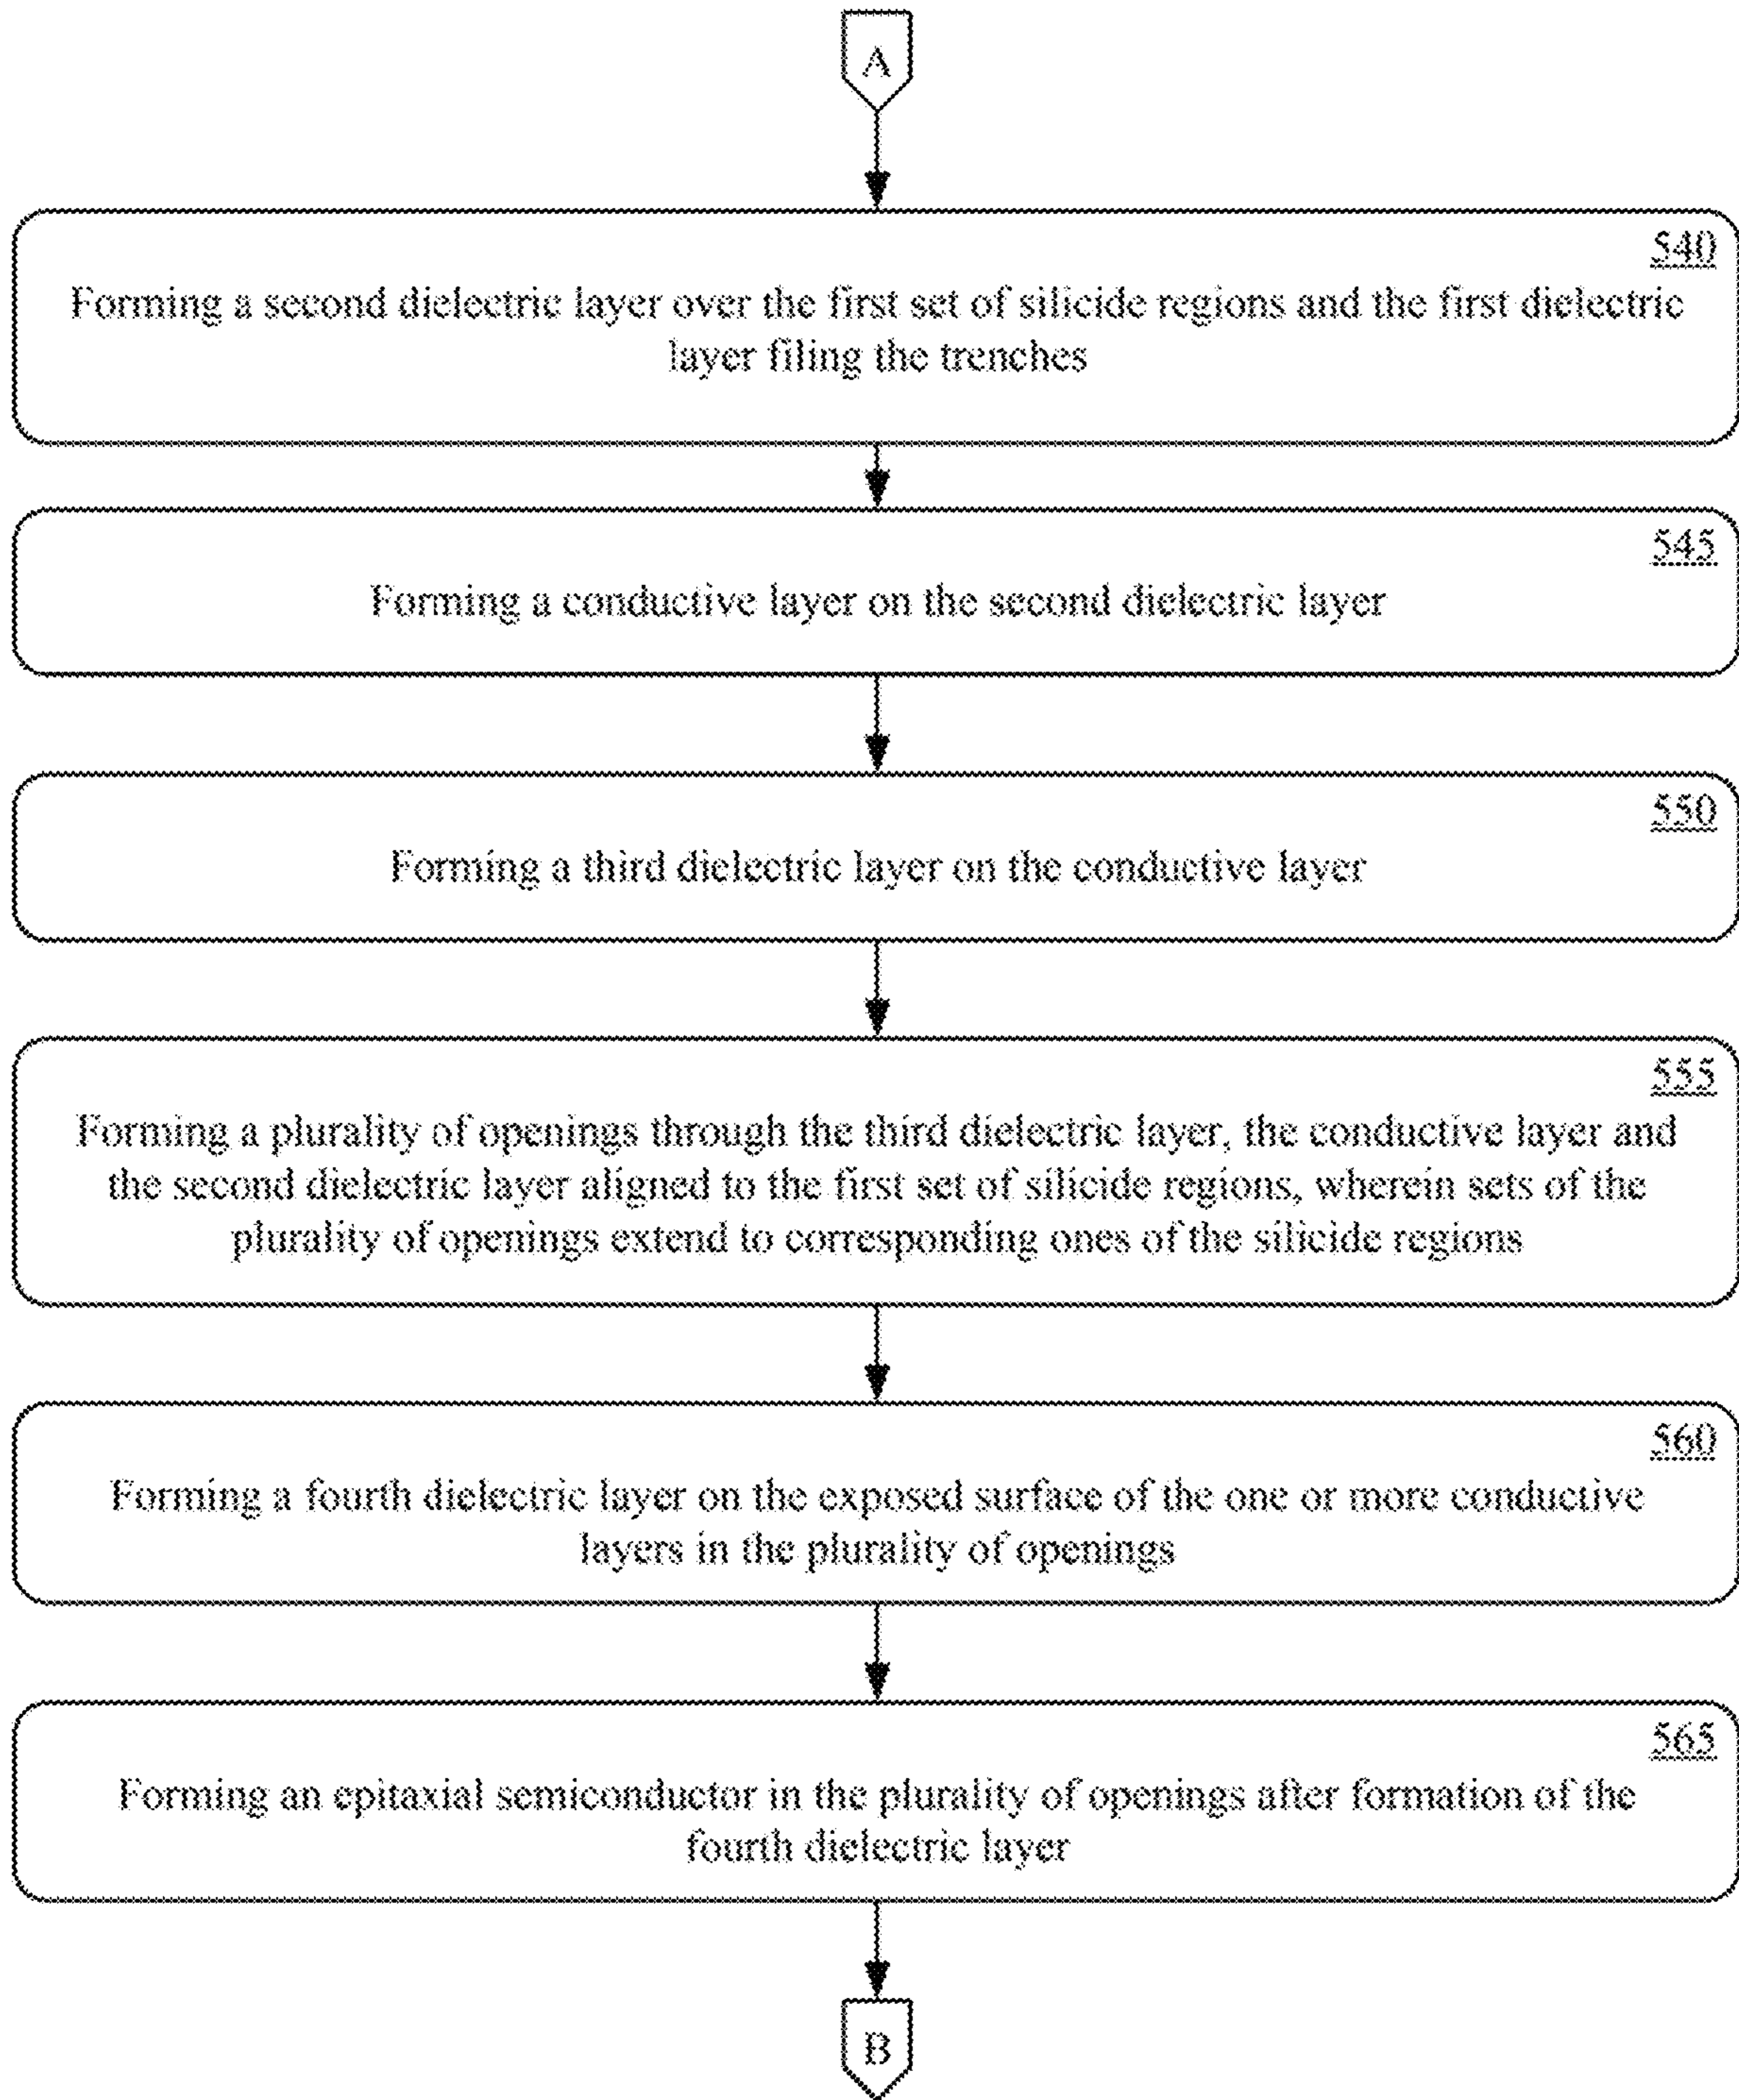 A
540
Forming a second dielectric layer over the first set of silicide regions and the first dielectric
layer filing the trenches
545
Forming a conductive layer on the second dielectric layer
550
Forming a third dielectric layer on the conductive layer
555
Forming a plurality of openings through the third dielectric layer, the conductive layer and
the second dielectric layer aligned to the first set of silicide regions, wherein sets of the
plurality of openings extend to corresponding ones of the silicide regions
560
Forming a fourth dielectric layer on the exposed surface of the one or more conductive
layers in the plurality of openings
565
Forming an epitaxial semiconductor in the plurality of openings after formation of the
fourth dielectric layer
B